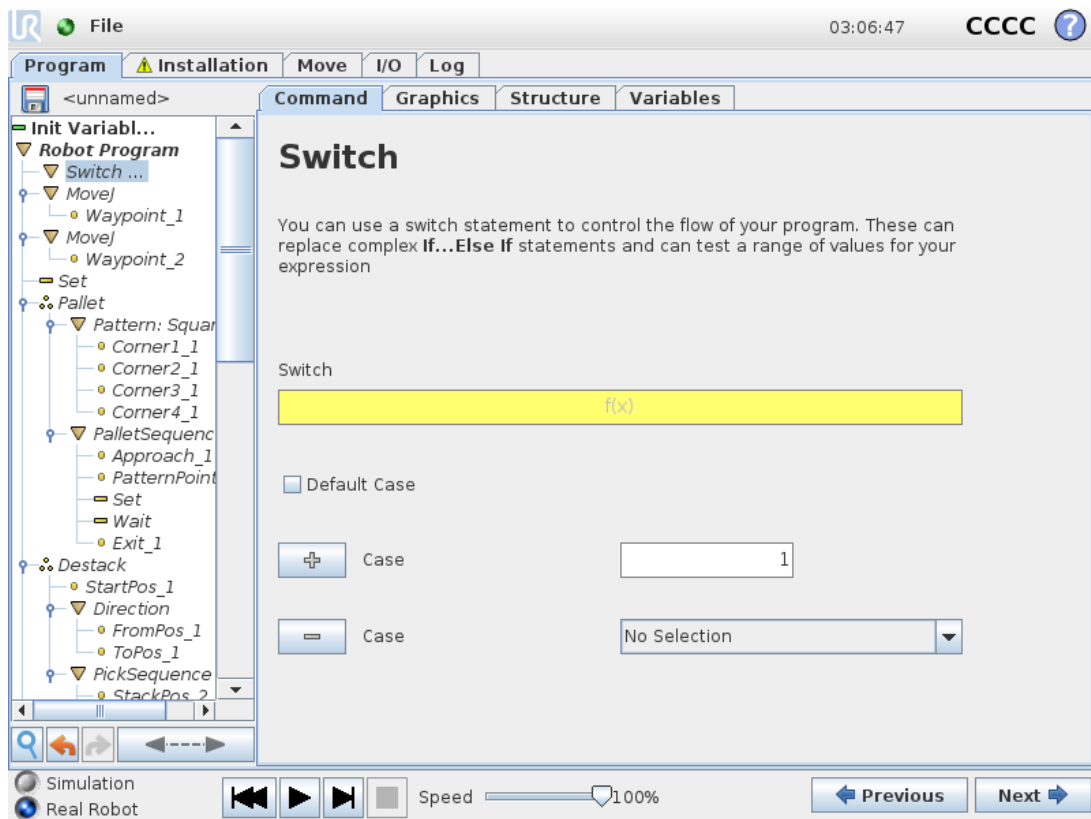 UR File 03:06:47 CCCC ?
Program Installation Move I/O Log
<unnamed> Command Graphics Structure Variables
Init Variabl...
Robot Program
Switch ...
MoveJ
Waypoint_1
MoveJ
Waypoint_2
Set
Pallet
Pattern: Squar
Corner1_1
Corner2_1
Corner3_1
Corner4_1
PalletSequenc
Approach_1
PatternPoint
Set
Wait
Exit_1
Destack
StartPos_1
Direction
FromPos_1
ToPos_1
PickSequence
StackPos_2
Switch
You can use a switch statement to control the flow of your program. These can
replace complex If...Else If statements and can test a range of values for your
expression
Switch
f(x)
Default Case
Case 1
Case No Selection
Simulation
Real Robot
Speed 100%
Previous Next